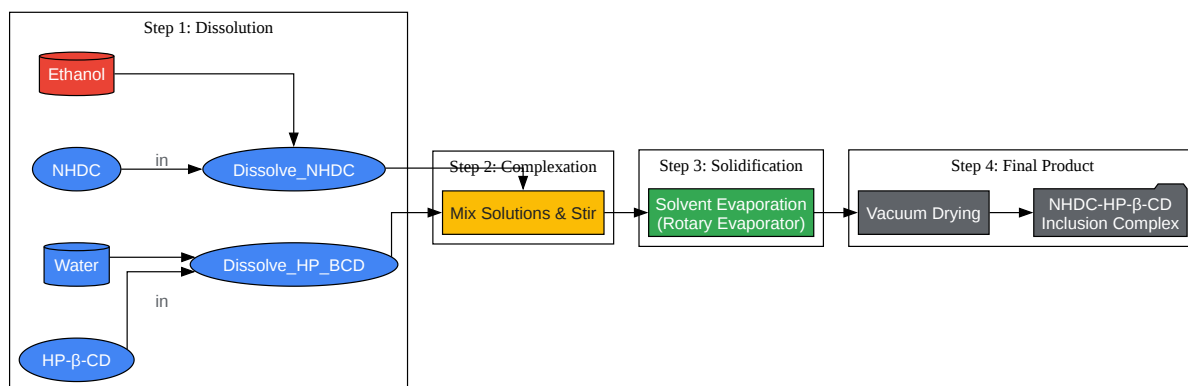 Step 1: Dissolution
Ethanol
NHDC
in
Dissolve_NHDC
Water
Dissolve_HP_BCD
in
HP-β-CD
Step 2: Complexation
Mix Solutions & Stir
Step 3: Solidification
Solvent Evaporation
(Rotary Evaporator)
Step 4: Final Product
Vacuum Drying
NHDC-HP-β-CD
Inclusion Complex